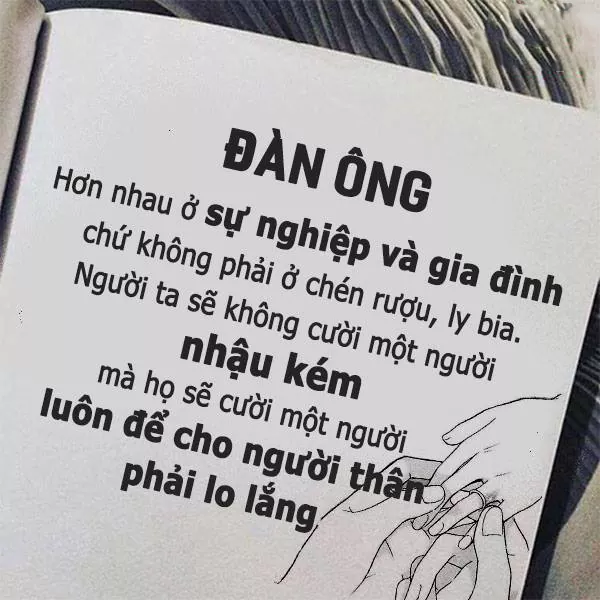 ĐÀN ÔNG
Hơn nhau ở sự nghiệp và gia đình
chứ không phải ở chén rượu, ly bia.
Người ta sẽ không cười một người
nhậu kém
mà họ sẽ cười một người
luôn để cho người thân
phải lo lắng